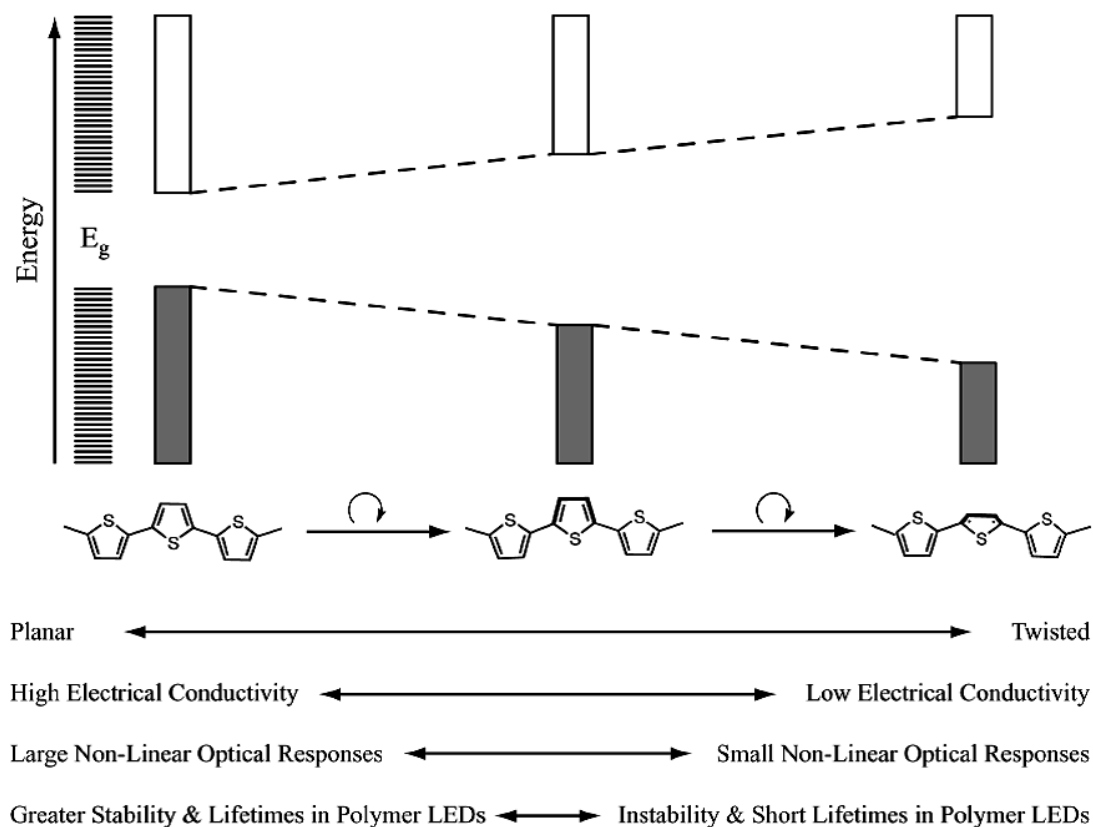 Energy
E_g
S S S
S S S
S S S
Planar Twisted
High Electrical Conductivity Low Electrical Conductivity
Large Non-Linear Optical Responses Small Non-Linear Optical Responses
Greater Stability & Lifetimes in Polymer LEDs Instability & Short Lifetimes in Polymer LEDs